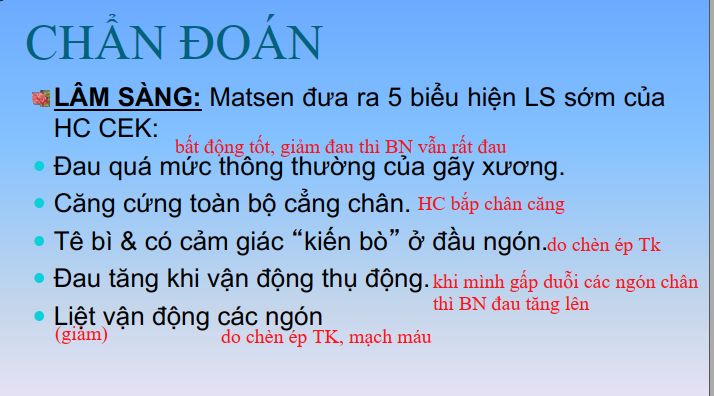 CHẨN ĐOÁN
LÂM SÀNG: Matsen đưa ra 5 biểu hiện LS sớm của
HC CEK:
bất động tốt, giảm đau thì BN vẫn rất đau
Đau quá mức thông thường của gãy xương.
Căng cứng toàn bộ cẳng chân. HC bắp chân căng
Tê bì & có cảm giác “kiến bò” ở đầu ngón.do chèn ép Tk
Đau tăng khi vận động thụ động. khi mình gấp duỗi các ngón chân
thì BN đau tăng lên
Liệt vận động các ngón
(giảm) do chèn ép TK, mạch máu